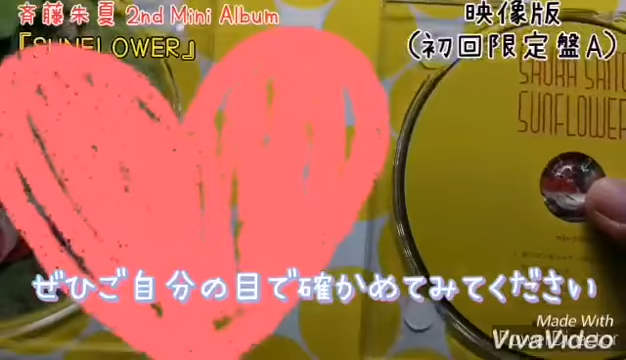 斉藤朱夏 2nd Mini Album
『SUNFLOWER』
映像版
(初回限定盤A)
SHUKA SAITO
SUNFLOWER
ぜひご自分の目で確かめてみてください
Made With
VivaVideo